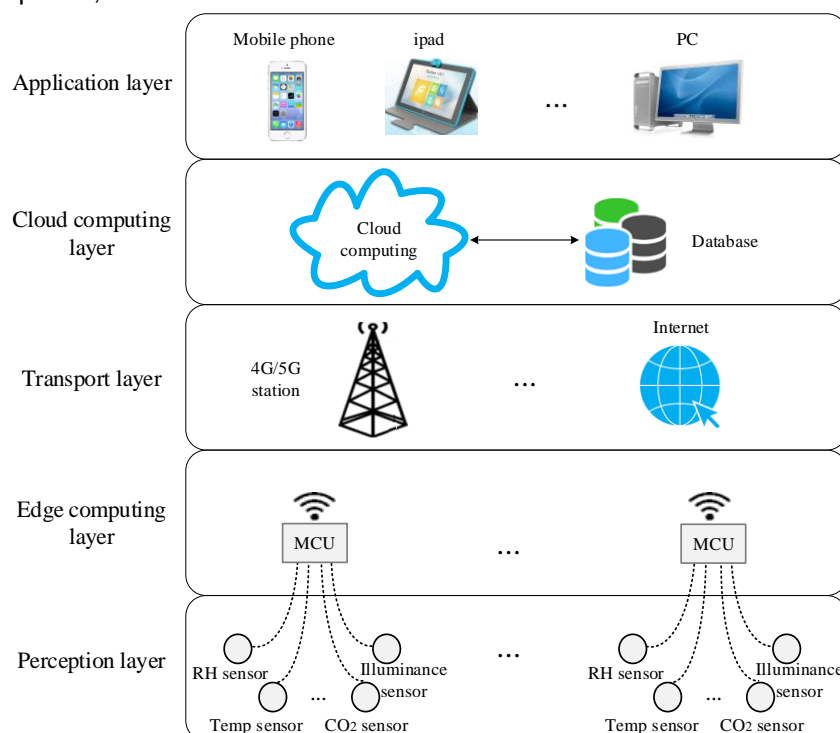 Mobile phone
ipad
PC
Application layer
...
Cloud computing
layer
Cloud
computing
Database
Transport layer
4G/5G
station
...
Internet
Edge computing
layer
MCU
...
MCU
Perception layer
RH sensor
Illuminance
sensor
...
RH sensor
Illuminance
sensor
Temp sensor
...
CO2 sensor
Temp sensor
...
CO2 sensor